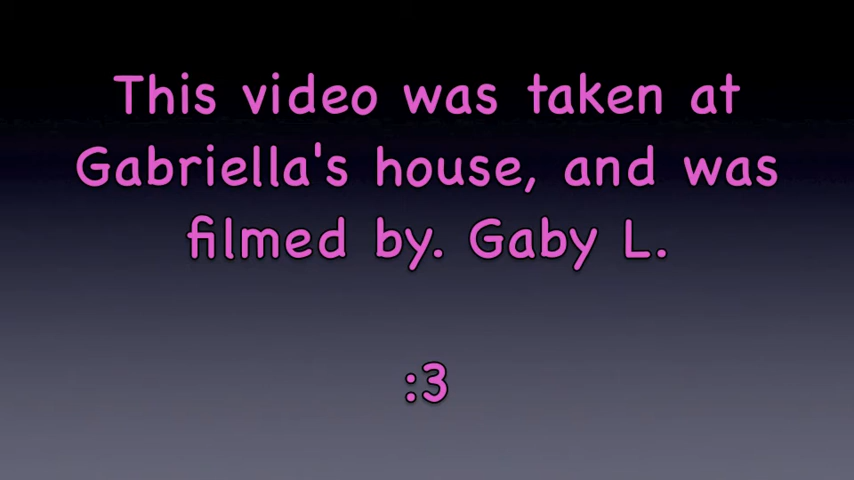 This video was taken at
Gabriella's house, and was
filmed by. Gaby L.
:3